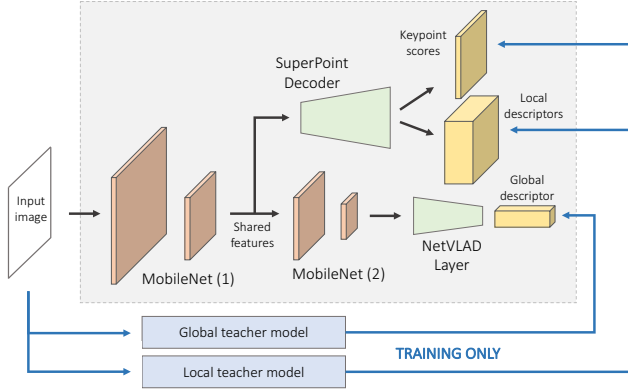 Keypoint
scores
SuperPoint
Decoder
Local
descriptors
Input
image
Global
descriptor
Shared
features
MobileNet (1)
MobileNet (2)
NetVLAD
Layer
Global teacher model
TRAINING ONLY
Local teacher model